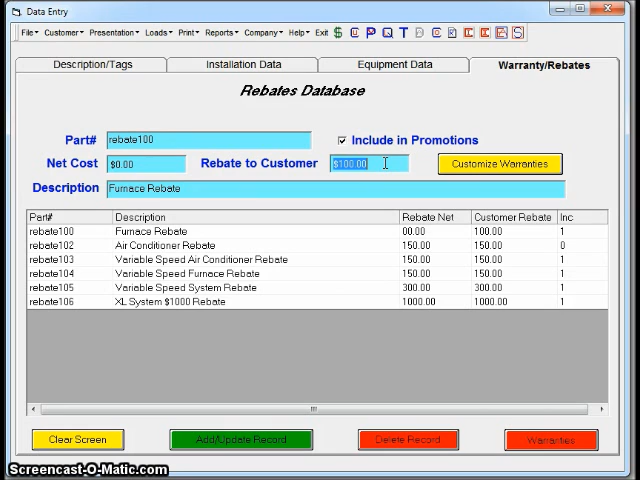 Data Entry
File Customer Presentation Loads Print Reports Company Help Exit $
Description/Tags Installation Data Equipment Data Warranty/Rebates
Rebates Database
Part# rebate100 Include in Promotions
Net Cost $0.00 Rebate to Customer $100.00 Customize Warranties
Description Furnace Rebate
Part# Description Rebate Net Customer Rebate Inc
rebate100 Furnace Rebate 00.00 100.00 1
rebate102 Air Conditioner Rebate 150.00 150.00 0
rebate103 Variable Speed Air Conditioner Rebate 150.00 150.00 1
rebate104 Variable Speed Furnace Rebate 150.00 150.00 1
rebate105 Variable Speed System Rebate 300.00 300.00 1
rebate106 XL System $1000 Rebate 1000.00 1000.00 1
Clear Screen Add/Update Record Delete Record Warranties
Screencast-O-Matic.com